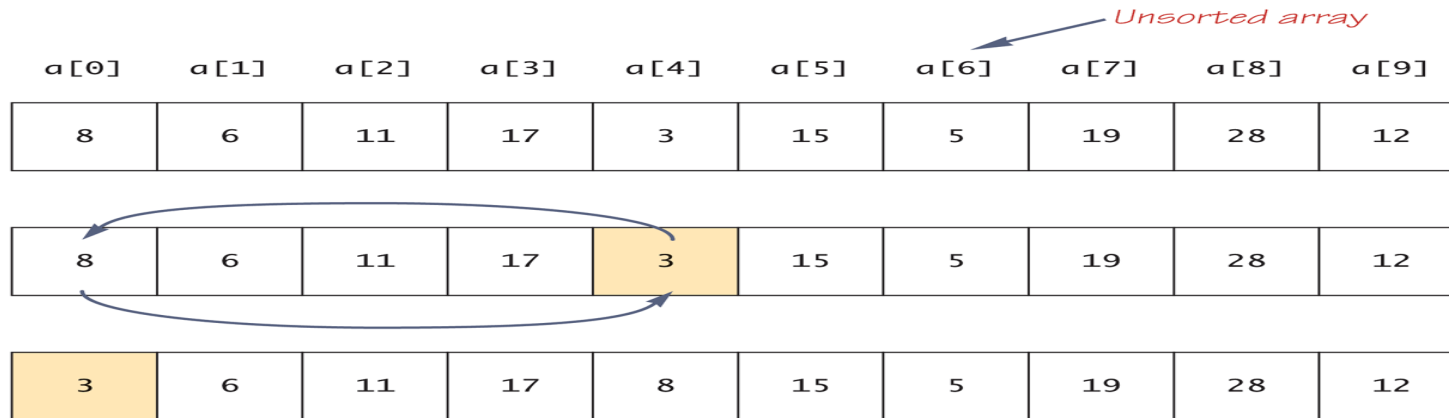 Unsorted array
a[0] a[1] a[2] a[3] a[4] a[5] a[6] a[7] a[8] a[9]
8 6 11 17 3 15 5 19 28 12
8 6 11 17 3 15 5 19 28 12
3 6 11 17 8 15 5 19 28 12